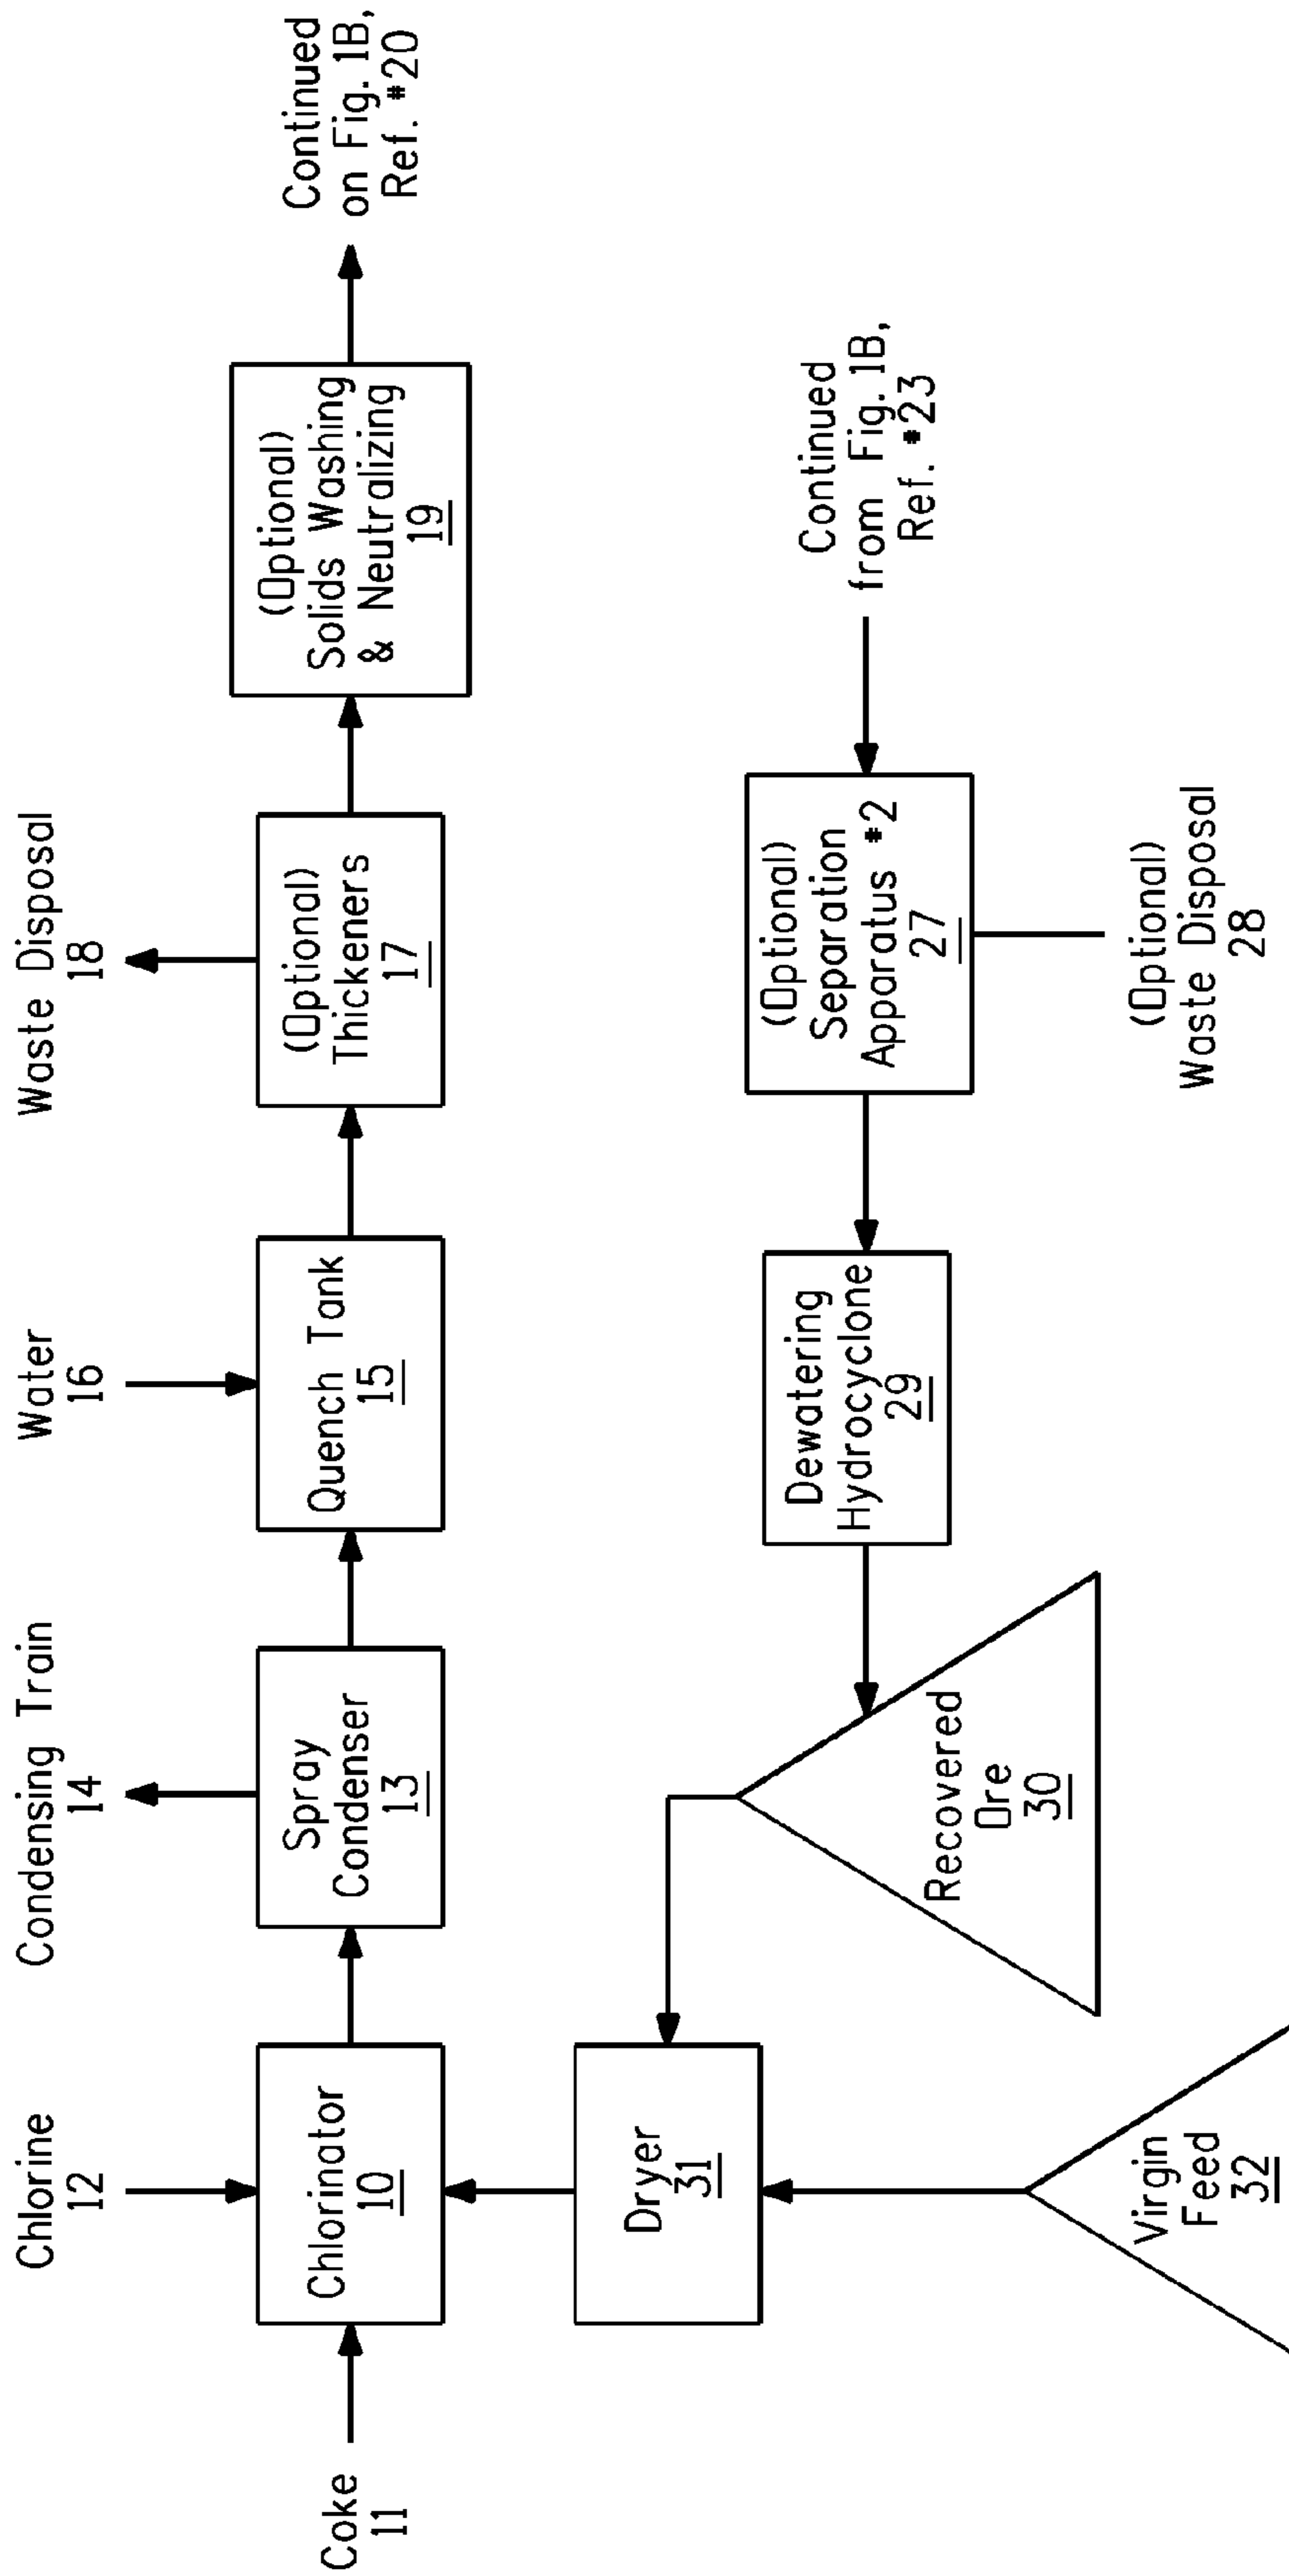 Coke
11
Chlorine
12
Chlorinator
10
Condensing Train
14
Spray
Condenser
13
Water
16
Quench Tank
15
Waste Disposal
18
(Optional)
Thickeners
17
(Optional)
Solids Washing
& Neutralizing
19
Continued
on Fig. 1B,
Ref. #20
Virgin
Feed
32
Dryer
31
Recovered
Ore
30
Dewatering
Hydrocyclone
29
(Optional)
Separation
Apparatus #2
27
(Optional)
Waste Disposal
28
Continued
from Fig. 1B,
Ref. #23